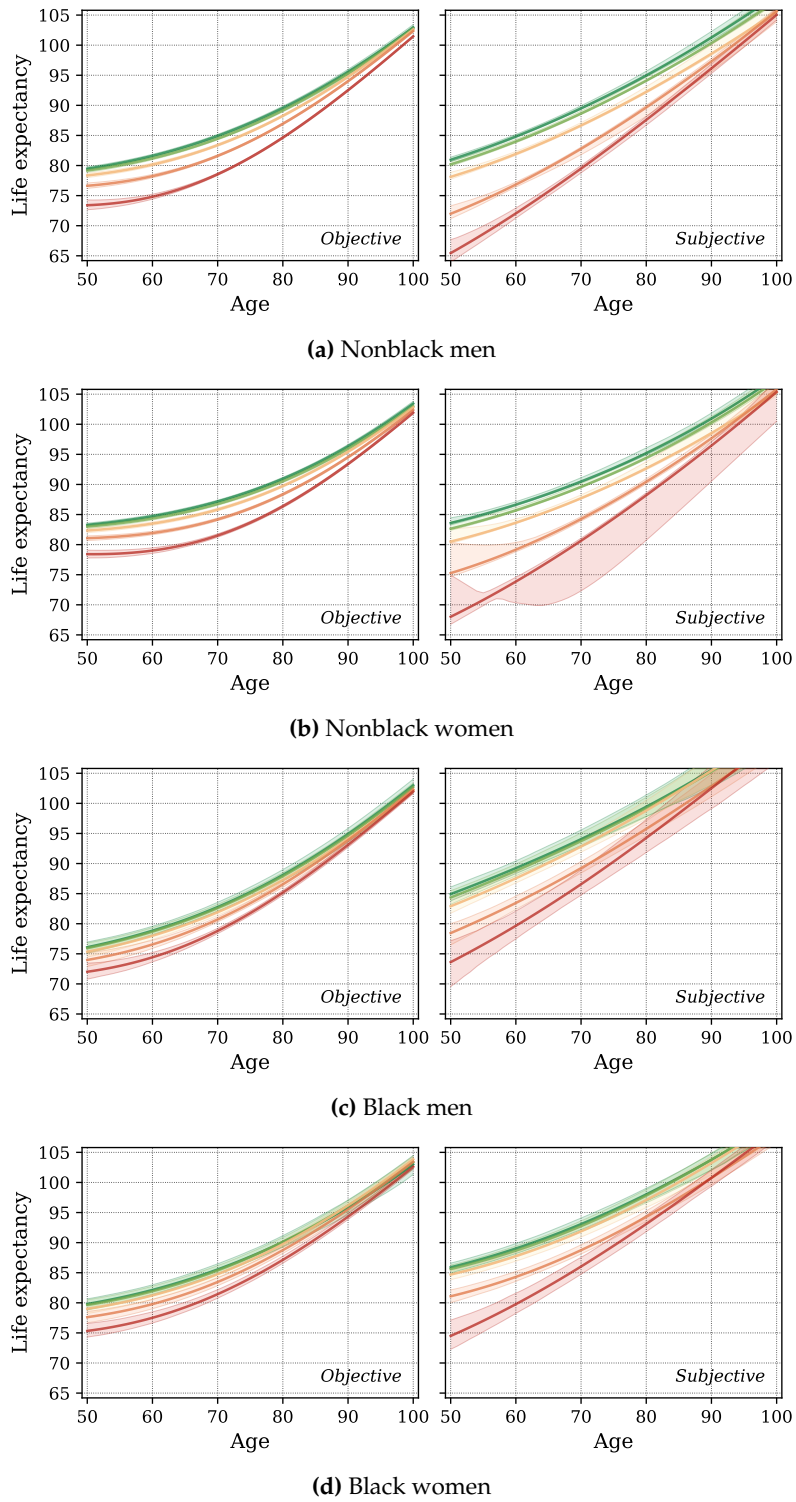 105
100
95
90
85
80
75
70
65
Life expectancy
Objective
50 60 70 80 90 100
Age
Subjective
50 60 70 80 90 100
Age
(a) Nonblack men
105
100
95
90
85
80
75
70
65
Life expectancy
Objective
50 60 70 80 90 100
Age
Subjective
50 60 70 80 90 100
Age
(b) Nonblack women
105
100
95
90
85
80
75
70
65
Life expectancy
Objective
50 60 70 80 90 100
Age
Subjective
50 60 70 80 90 100
Age
(c) Black men
105
100
95
90
85
80
75
70
65
Life expectancy
Objective
50 60 70 80 90 100
Age
Subjective
50 60 70 80 90 100
Age
(d) Black women